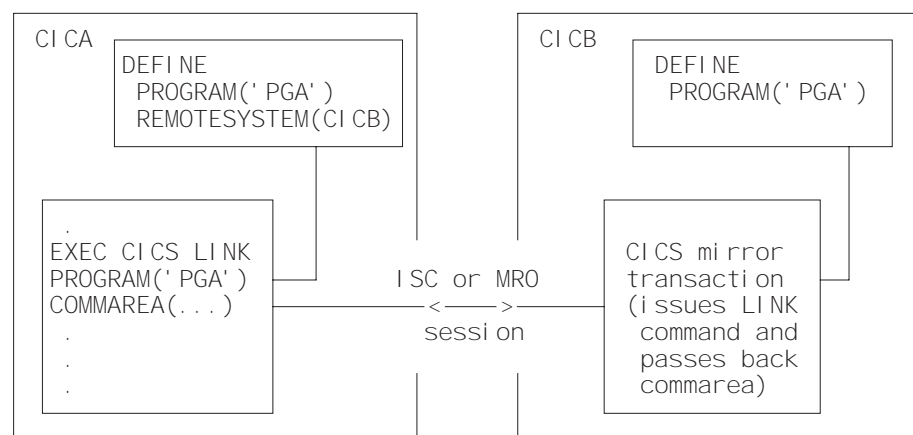 CICA
DEFINE
PROGRAM('PGA')
REMOTESYSTEM(CICB)
.
EXEC CICS LINK
PROGRAM('PGA')
COMMAREA(...)
.
.
.
ISC or MRO
<——>
session
CICB
DEFINE
PROGRAM('PGA')
CICS mirror
transaction
(issues LINK
command and
passes back
commarea)